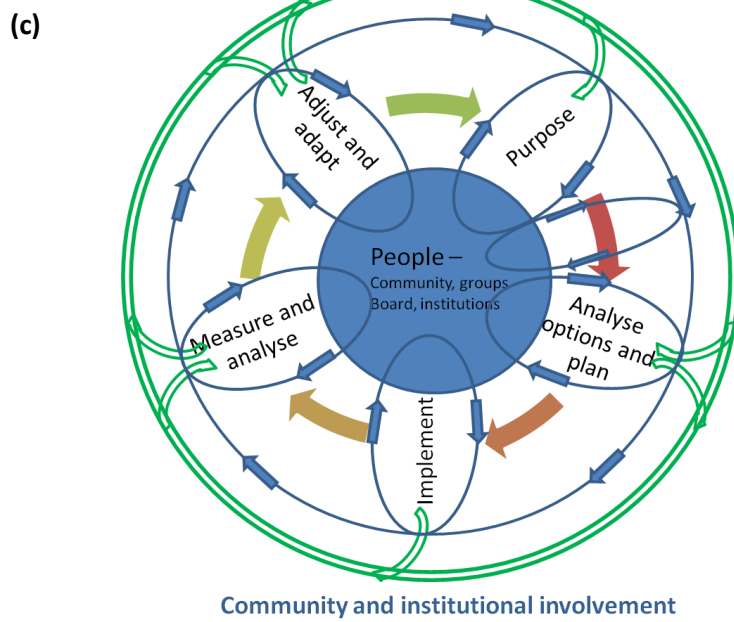 (c)
Adjust and
adapt
Purpose
People –
Community, groups
Board, institutions
Analyse
options and
plan
Measure and
analyse
Implement
Community and institutional involvement